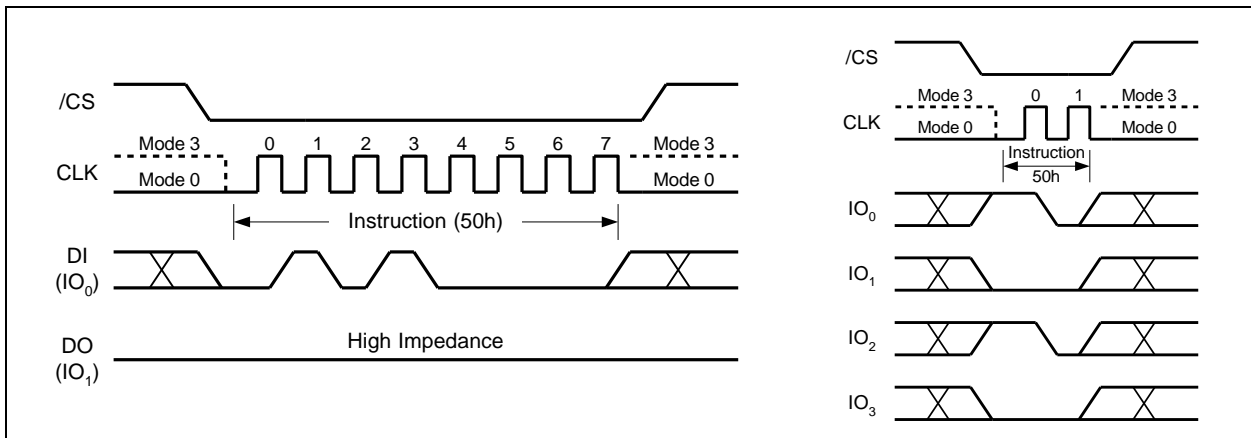 /CS
Mode 3 0 1 2 3 4 5 6 7 Mode 3
CLK Mode 0 Mode 0
Instruction (50h)
DI
(IO0)
High Impedance
DO
(IO1)
/CS
Mode 3 0 1 Mode 3
CLK Mode 0 Mode 0
Instruction
50h
IO0
IO1
IO2
IO3